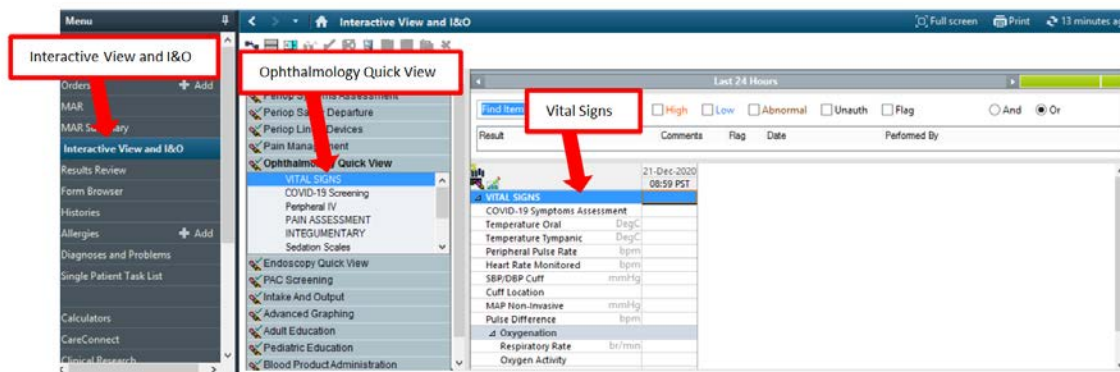 Menu
Interactive View and I&O
Full screen
Print
13 minutes ag
Interactive View and I&O
Ophthalmology Quick View
Vital Signs
Orders
Add
MAR
MAR Summary
Interactive View and I&O
Results Review
Form Browser
Histories
Allergies
Add
Diagnoses and Problems
Single Patient Task List
Calculators
CareConnect
Clinical Research
Periop Systems Assessment
Periop Departure
Periop Lines Devices
Pain Management
Ophthalmology Quick View
VITAL SIGNS
COVID-19 Screening
Peripheral IV
PAIN ASSESSMENT
INTEGUMENTARY
Sedation Scales
Endoscopy Quick View
PAC Screening
Intake And Output
Advanced Graphing
Adult Education
Pediatric Education
Blood Product Administration
Last 24 Hours
Find Item
High
Low
Abnormal
Unauth
Flag
And
Or
Result
Comments
Flag
Date
Performed By
21-Dec-2020
08:59 PST
VITAL SIGNS
COVID-19 Symptoms Assessment
Temperature Oral DegC
Temperature Tympanic DegC
Peripheral Pulse Rate bpm
Heart Rate Monitored bpm
SBP/DBP Cuff mmHg
Cuff Location
MAP Non-Invasive mmHg
Pulse Difference bpm
Oxygenation
Respiratory Rate br/min
Oxygen Activity